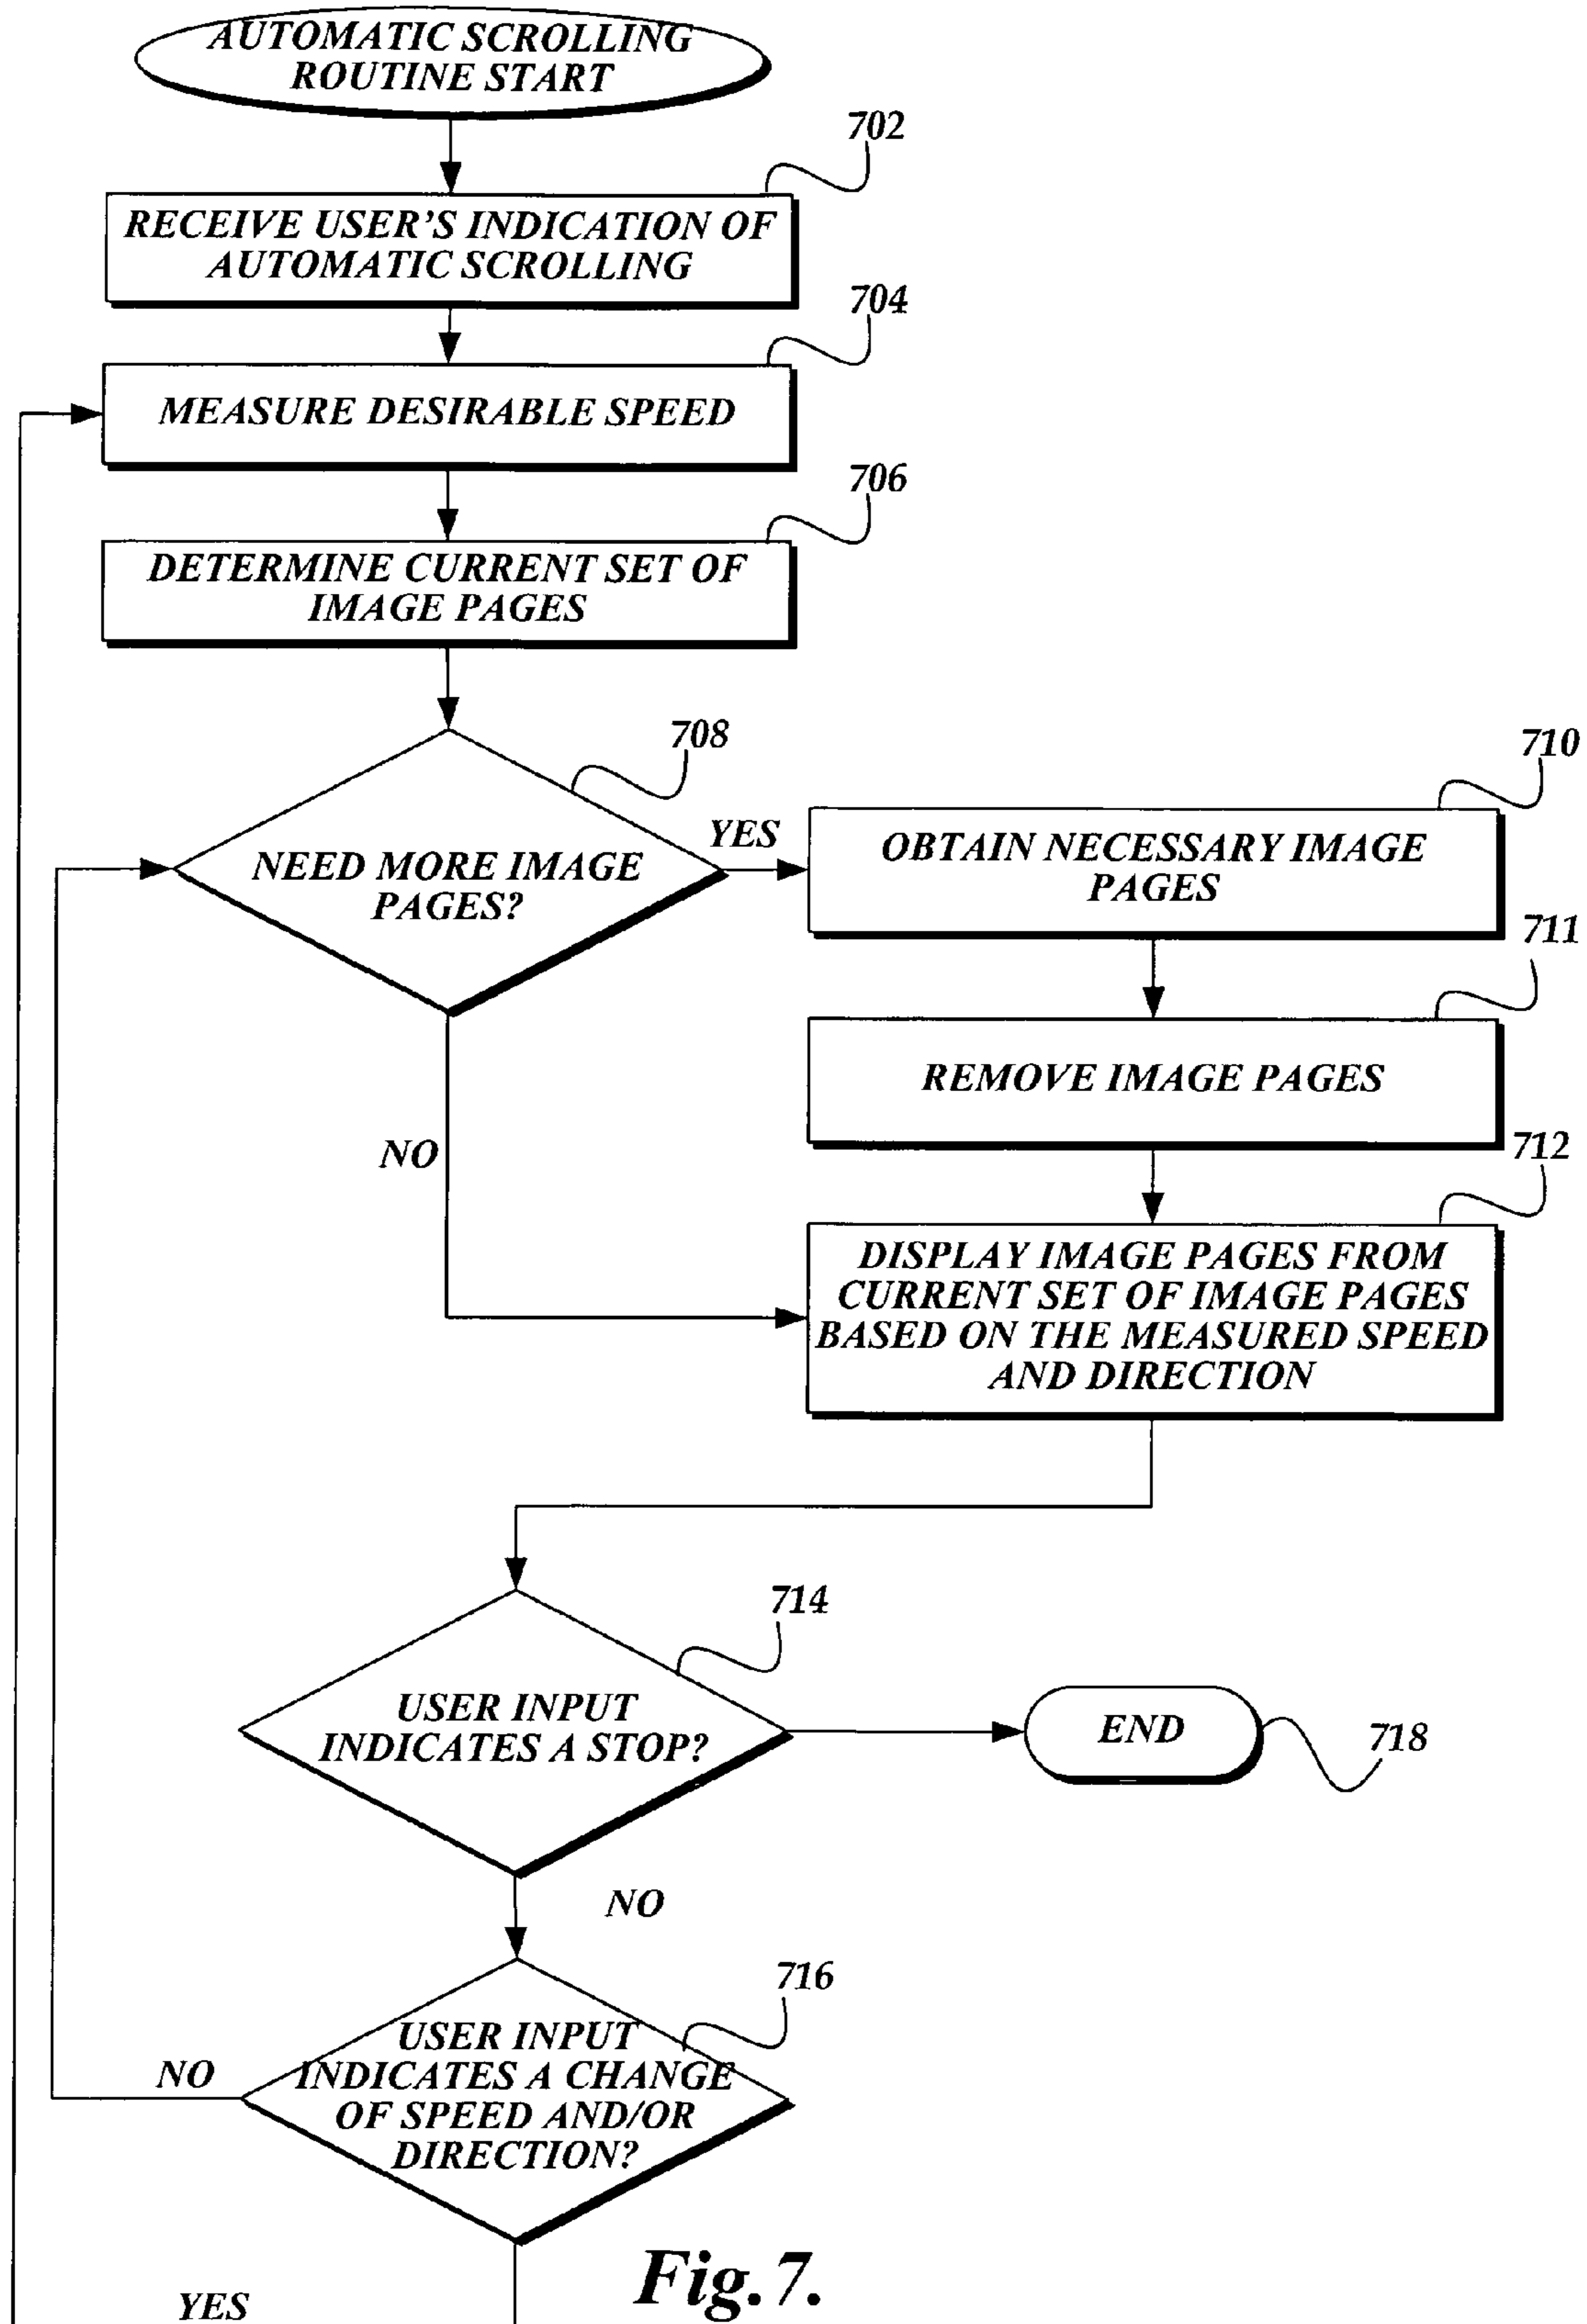 AUTOMATIC SCROLLING
ROUTINE START
702
RECEIVE USER'S INDICATION OF
AUTOMATIC SCROLLING
704
MEASURE DESIRABLE SPEED
706
DETERMINE CURRENT SET OF
IMAGE PAGES
708
NEED MORE IMAGE
PAGES?
YES
710
OBTAIN NECESSARY IMAGE
PAGES
711
REMOVE IMAGE PAGES
NO
712
DISPLAY IMAGE PAGES FROM
CURRENT SET OF IMAGE PAGES
BASED ON THE MEASURED SPEED
AND DIRECTION
714
USER INPUT
INDICATES A STOP?
END
718
NO
716
USER INPUT
INDICATES A CHANGE
OF SPEED AND/OR
DIRECTION?
NO
YES
Fig.7.